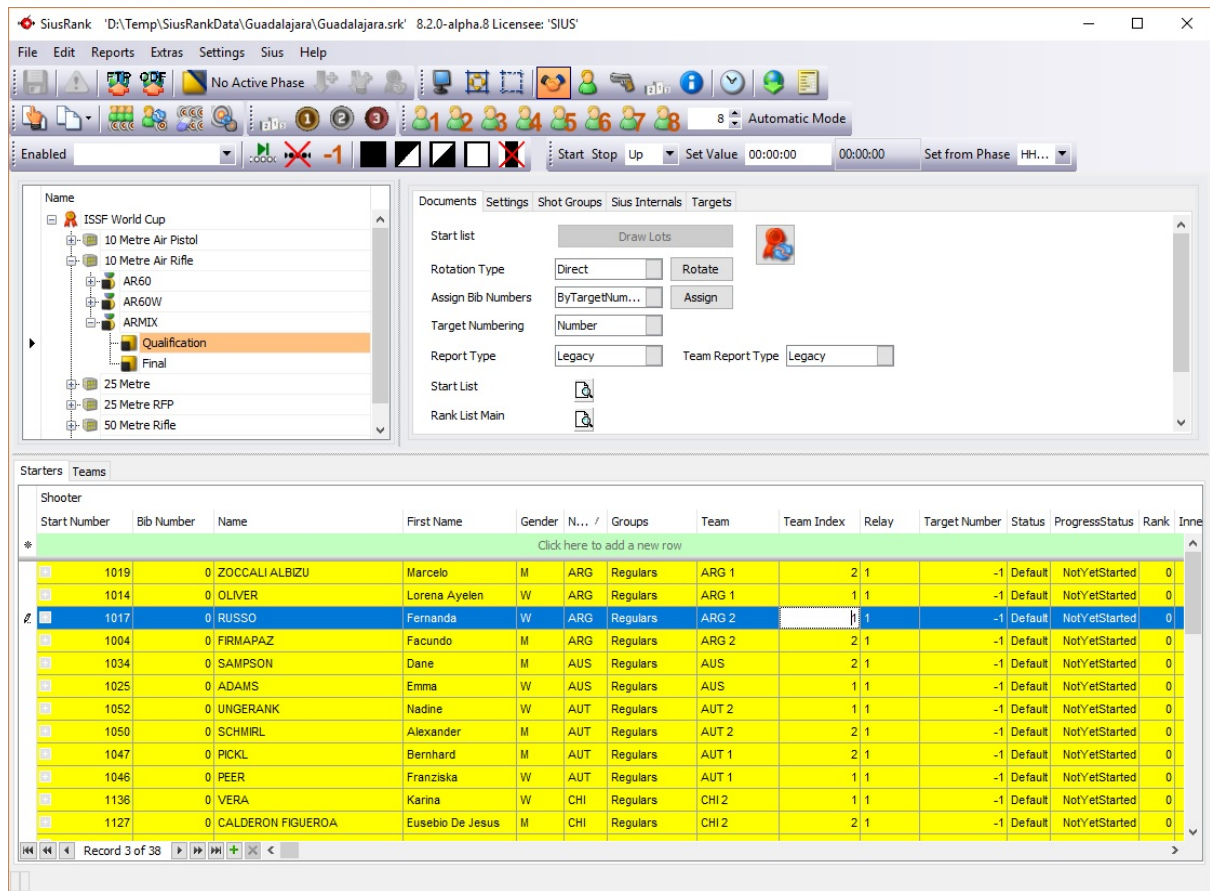 SiusRank 'D:\Temp\SiusRankData\Guadalajara\Guadalajara.srk' 8.2.0-alpha.8 Licensee: 'SIUS'
File Edit Reports Extras Settings Sius Help
FTP ODF No Active Phase
1 2 3 1 2 3 4 5 6 7 8 8 Automatic Mode
Enabled -1 Start Stop Up Set Value 00:00:00 00:00:00 Set from Phase HH...
Name
ISSF World Cup
10 Metre Air Pistol
10 Metre Air Rifle
AR60
AR60W
ARMIX
Qualification
Final
25 Metre
25 Metre RFP
50 Metre Rifle
Documents Settings Shot Groups Sius Internals Targets
Start list Draw Lots
Rotation Type Direct Rotate
Assign Bib Numbers ByTargetNum... Assign
Target Numbering Number
Report Type Legacy Team Report Type Legacy
Start List
Rank List Main
Starters Teams
Shooter
Start Number Bib Number Name First Name Gender N... / Groups Team Team Index Relay Target Number Status ProgressStatus Rank Inne
Click here to add a new row
1019 0 ZOCCALI ALBIZU Marcelo M ARG Regulars ARG 1 2 1 -1 Default NotYetStarted 0
1014 0 OLIVER Lorena Ayelen W ARG Regulars ARG 1 1 1 -1 Default NotYetStarted 0
1017 0 RUSSO Fernanda W ARG Regulars ARG 2 1 1 -1 Default NotYetStarted 0
1004 0 FIRMAPAZ Facundo M ARG Regulars ARG 2 2 1 -1 Default NotYetStarted 0
1034 0 SAMPSON Dane M AUS Regulars AUS 2 1 -1 Default NotYetStarted 0
1025 0 ADAMS Emma W AUS Regulars AUS 1 1 -1 Default NotYetStarted 0
1052 0 UNGERANK Nadine W AUT Regulars AUT 2 1 1 -1 Default NotYetStarted 0
1050 0 SCHMIRL Alexander M AUT Regulars AUT 2 2 1 -1 Default NotYetStarted 0
1047 0 PICKL Bernhard M AUT Regulars AUT 1 2 1 -1 Default NotYetStarted 0
1046 0 PEER Franziska W AUT Regulars AUT 1 1 1 -1 Default NotYetStarted 0
1136 0 VERA Karina W CHI Regulars CHI 2 1 1 -1 Default NotYetStarted 0
1127 0 CALDERON FIGUEROA Eusebio De Jesus M CHI Regulars CHI 2 2 1 -1 Default NotYetStarted 0
Record 3 of 38